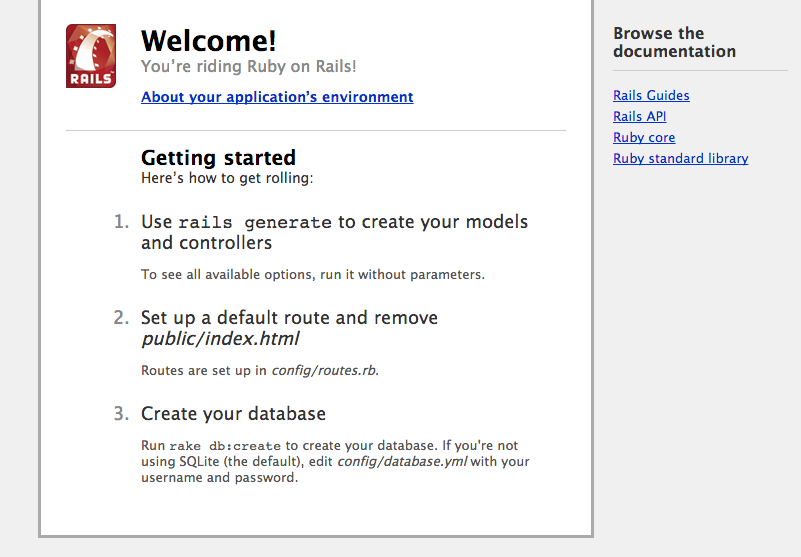 RAILS
Welcome!
You’re riding Ruby on Rails!
About your application’s environment
Getting started
Here’s how to get rolling:
1. Use rails generate to create your models
and controllers
To see all available options, run it without parameters.
2. Set up a default route and remove
public/index.html
Routes are set up in config/routes.rb.
3. Create your database
Run rake db:create to create your database. If you're not
using SQLite (the default), edit config/database.yml with your
username and password.
Browse the
documentation
Rails Guides
Rails API
Ruby core
Ruby standard library